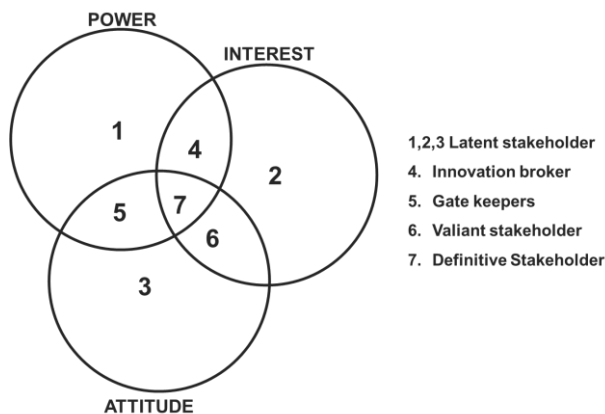 POWER
INTEREST
1
4
2
5
7
6
3
ATTITUDE
1,2,3 Latent stakeholder
4. Innovation broker
5. Gate keepers
6. Valiant stakeholder
7. Definitive Stakeholder